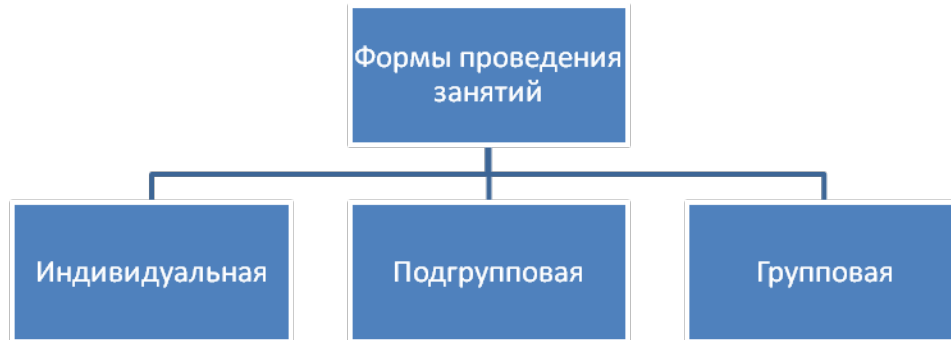 Формы проведения
занятий
Индивидуальная
Подгрупповая
Групповая